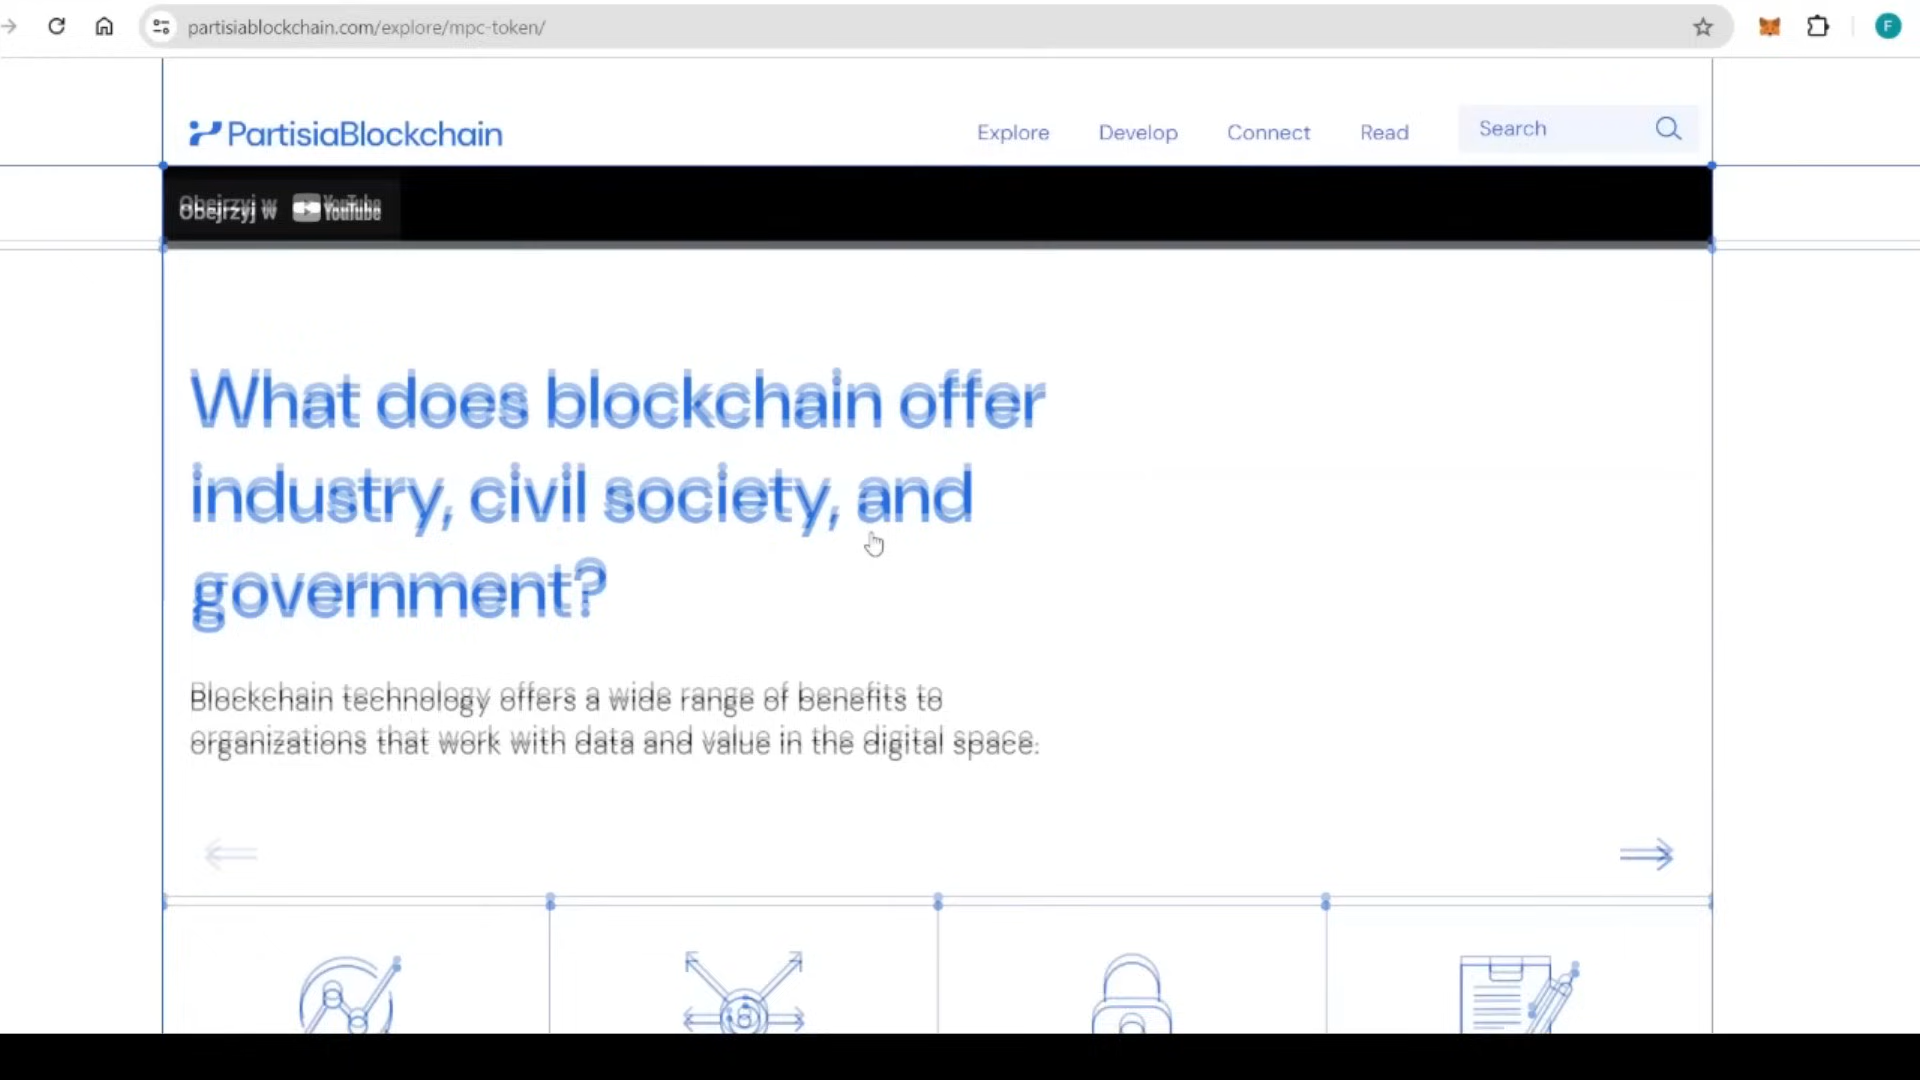 partisiablockchain.com/explore/mpc-token/
F
PartisiaBlockchain
Explore
Develop
Connect
Read
Search
Obejrzyj w YouTube
What does blockchain offer
industry, civil society, and
government?
Blockchain technology offers a wide range of benefits to
organizations that work with data and value in the digital space.